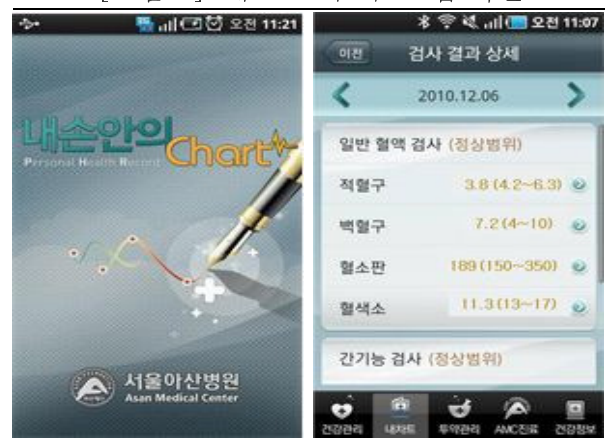 오전 11:21
내손안의
Chart
Personal Health Record
서울아산병원
Asan Medical Center
오전 11:07
이전
검사 결과 상세
2010.12.06
일반 혈액 검사 (정상범위)
적혈구 3.8 (4.2~6.3)
백혈구 7.2 (4~10)
혈소판 189 (150~350)
혈색소 11.3 (13~17)
간기능 검사 (정상범위)
건강관리 내차트 투약관리 AMC진료 건강정보